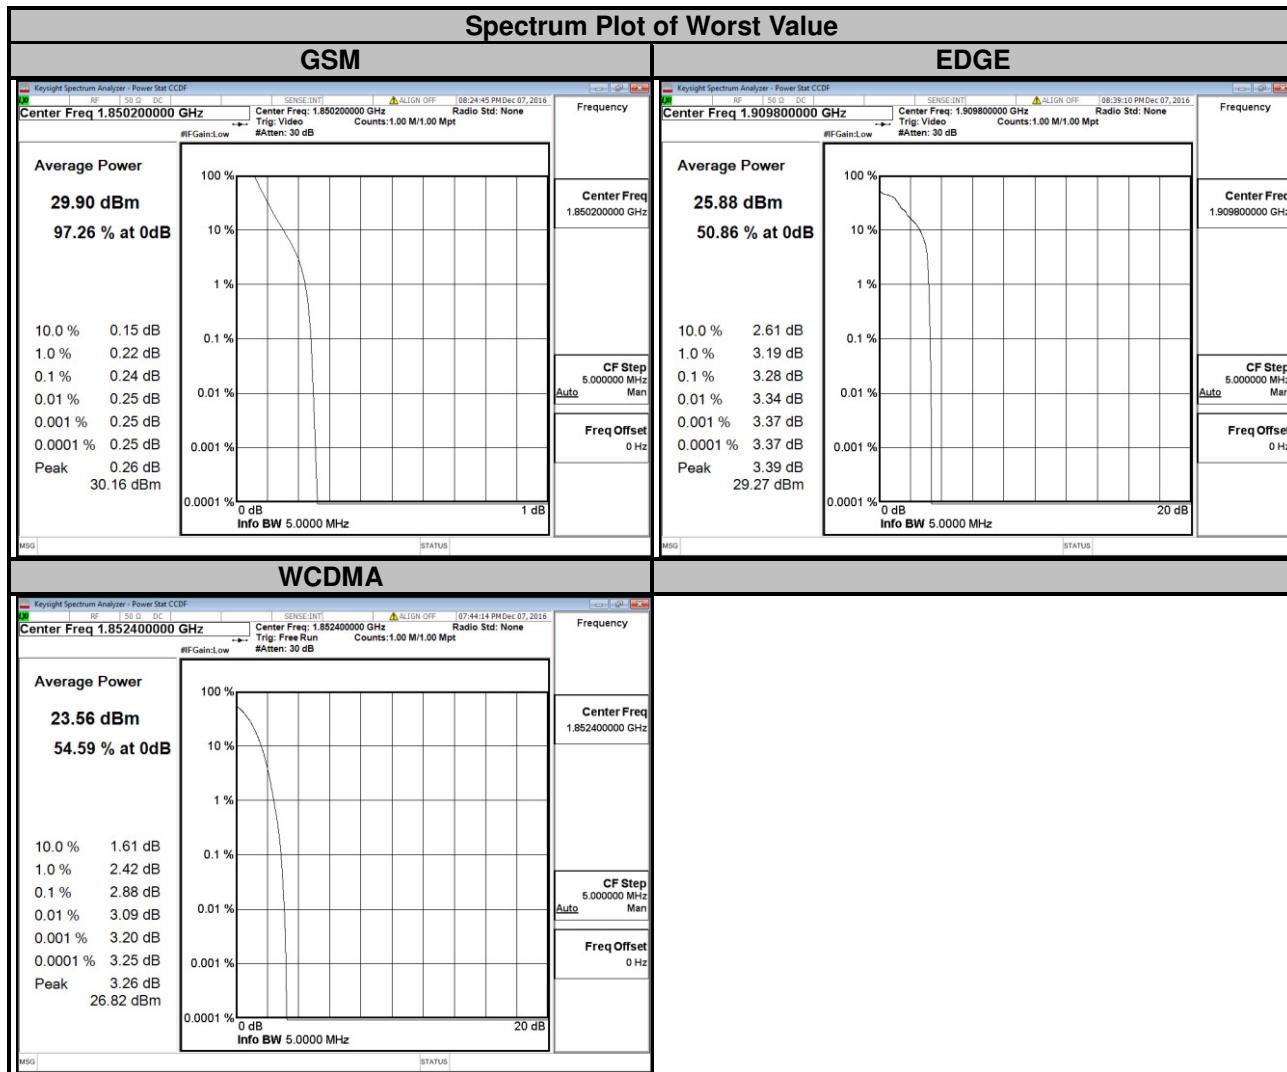 Spectrum Plot of Worst Value
GSM
Keysight Spectrum Analyzer - Power Stat CCDF
RF 50 Ω DC SENSE:INT ALIGN OFF 08:24:45 PM Dec 07, 2016
Center Freq 1.850200000 GHz Center Freq: 1.850200000 GHz Radio Std: None
Trig: Video Counts:1.00 M/1.00 Mpt
#IFGain:Low #Atten: 30 dB
Frequency
Average Power
29.90 dBm
97.26 % at 0dB
10.0 % 0.15 dB
1.0 % 0.22 dB
0.1 % 0.24 dB
0.01 % 0.25 dB
0.001 % 0.25 dB
0.0001 % 0.25 dB
Peak 0.26 dB
30.16 dBm
100 %
10 %
1 %
0.1 %
0.01 %
0.001 %
0.0001 %
0 dB 1 dB
Info BW 5.0000 MHz
Center Freq
1.850200000 GHz
CF Step
5.000000 MHz
Auto Man
Freq Offset
0 Hz
MSG STATUS
EDGE
Keysight Spectrum Analyzer - Power Stat CCDF
RF 50 Ω DC SENSE:INT ALIGN OFF 08:39:10 PM Dec 07, 2016
Center Freq 1.909800000 GHz Center Freq: 1.909800000 GHz Radio Std: None
Trig: Video Counts:1.00 M/1.00 Mpt
#IFGain:Low #Atten: 30 dB
Frequency
Average Power
25.88 dBm
50.86 % at 0dB
10.0 % 2.61 dB
1.0 % 3.19 dB
0.1 % 3.28 dB
0.01 % 3.34 dB
0.001 % 3.37 dB
0.0001 % 3.37 dB
Peak 3.39 dB
29.27 dBm
100 %
10 %
1 %
0.1 %
0.01 %
0.001 %
0.0001 %
0 dB 20 dB
Info BW 5.0000 MHz
Center Freq
1.909800000 GHz
CF Step
5.000000 MHz
Auto Man
Freq Offset
0 Hz
MSG STATUS
WCDMA
Keysight Spectrum Analyzer - Power Stat CCDF
RF 50 Ω DC SENSE:INT ALIGN OFF 07:44:14 PM Dec 07, 2016
Center Freq 1.852400000 GHz Center Freq: 1.852400000 GHz Radio Std: None
Trig: Free Run Counts:1.00 M/1.00 Mpt
#IFGain:Low #Atten: 30 dB
Frequency
Average Power
23.56 dBm
54.59 % at 0dB
10.0 % 1.61 dB
1.0 % 2.42 dB
0.1 % 2.88 dB
0.01 % 3.09 dB
0.001 % 3.20 dB
0.0001 % 3.25 dB
Peak 3.26 dB
26.82 dBm
100 %
10 %
1 %
0.1 %
0.01 %
0.001 %
0.0001 %
0 dB 20 dB
Info BW 5.0000 MHz
Center Freq
1.852400000 GHz
CF Step
5.000000 MHz
Auto Man
Freq Offset
0 Hz
MSG STATUS